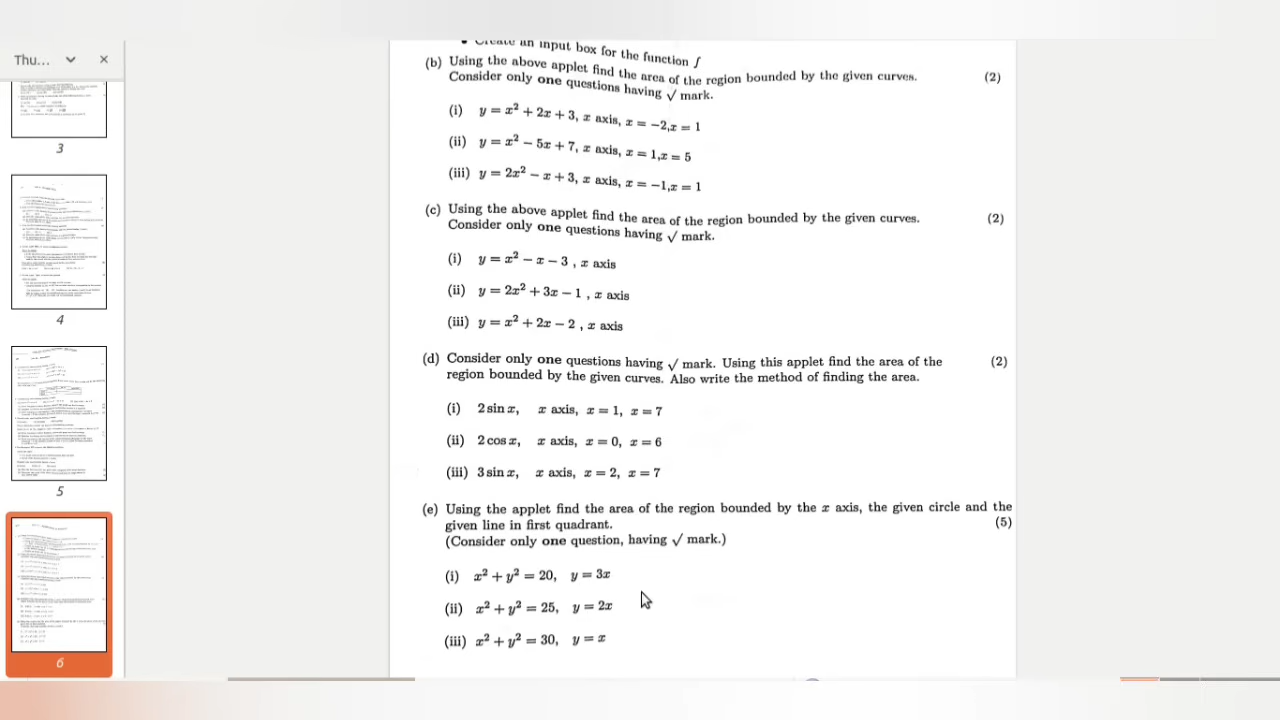 Thu...
3
4
5
6
• Create an input box for the function f
(b) Using the above applet find the area of the region bounded by the given curves. (2)
Consider only one questions having √ mark.
(i) y = x² + 2x + 3, x axis, x = −2,x = 1
(ii) y = x² − 5x + 7, x axis, x = 1,x = 5
(iii) y = 2x² − x + 3, x axis, x = −1,x = 1
(c) Using the above applet find the area of the region bounded by the given curves. (2)
Consider only one questions having √ mark.
(i) y = x² − x − 3 , x axis
(ii) y = 2x² + 3x − 1 , x axis
(iii) y = x² + 2x − 2 , x axis
(d) Consider only one questions having √ mark. Using this applet find the area of the (2)
region bounded by the given curves. Also write the method of finding the area.
(i) sin x, x axis, x = 1, x = 7
(ii) 2 cos x, x axis, x = 0, x = 6
(iii) 3 sin x, x axis, x = 2, x = 7
(e) Using the applet find the area of the region bounded by the x axis, the given circle and the
given line in first quadrant. (5)
(Consider only one question, having √ mark.)
(i) x² + y² = 20, y = 3x
(ii) x² + y² = 25, y = 2x
(iii) x² + y² = 30, y = x